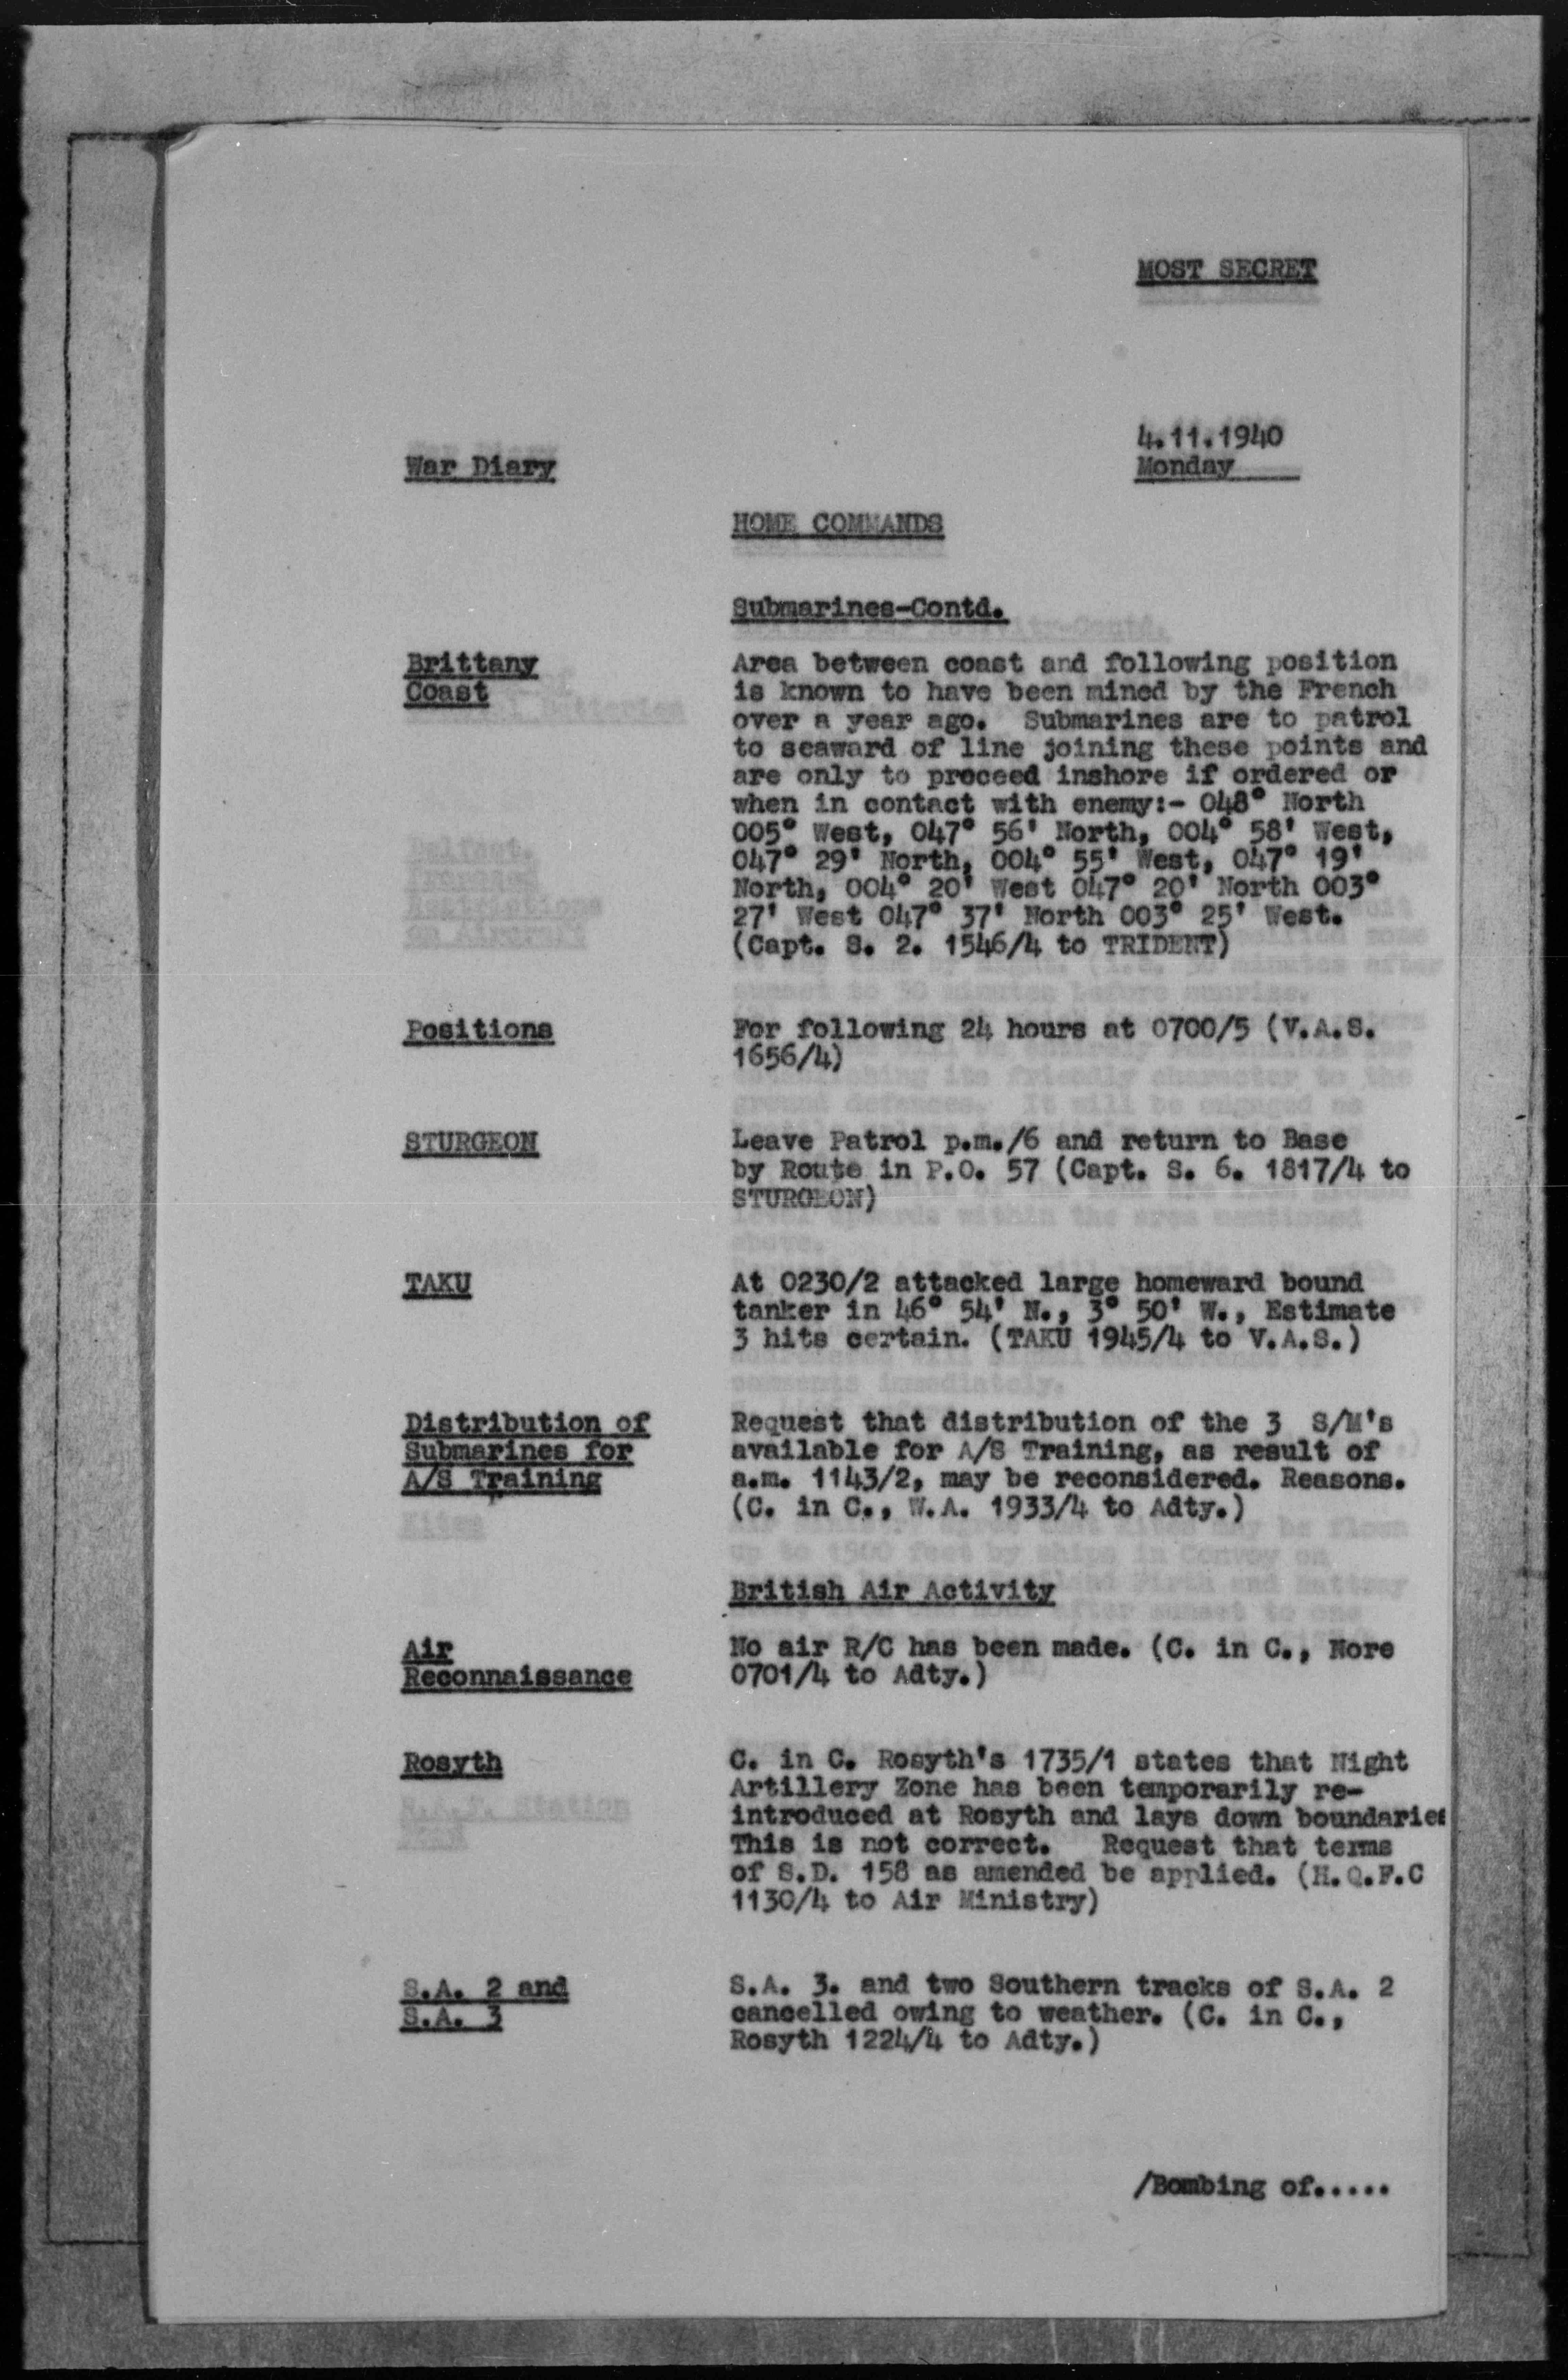 MOST SECRET
4.11.1940
War Diary
Monday
HOME COMMANDS
Submarines-Contd.
Brittany
Coast
Area between coast and following position
is known to have been mined by the French
over a year ago. Submarines are to patrol
to seaward of line joining these points and
are only to proceed inshore if ordered or
when in contact with enemy:- 048° North
005° West, 047° 56' North, 004° 58' West,
047° 29' North, 004° 55' West, 047° 19'
North, 004° 20' West 047° 20' North 003°
27' West 047° 37' North 003° 25' West.
(Capt. S. 2. 1546/4 to TRIDENT)
Positions
For following 24 hours at 0700/5 (V.A.S.
1656/4)
STURGEON
Leave Patrol p.m./6 and return to Base
by Route in P.O. 57 (Capt. S. 6. 1817/4 to
STURGEON)
TAKU
At 0230/2 attacked large homeward bound
tanker in 46° 54' N., 3° 50' W., Estimate
3 hits certain. (TAKU 1945/4 to V.A.S.)
Distribution of
Submarines for
A/S Training
Request that distribution of the 3 S/M's
available for A/S Training, as result of
a.m. 1143/2, may be reconsidered. Reasons.
(C. in C., W.A. 1933/4 to Adty.)
British Air Activity
Air
Reconnaissance
No air R/C has been made. (C. in C., Nore
0701/4 to Adty.)
Rosyth
C. in C. Rosyth's 1735/1 states that Night
Artillery Zone has been temporarily re-
introduced at Rosyth and lays down boundaries
This is not correct. Request that terms
of S.D. 158 as amended be applied. (H.Q.F.C
1130/4 to Air Ministry)
S.A. 2 and
S.A. 3
S.A. 3. and two Southern tracks of S.A. 2
cancelled owing to weather. (C. in C.,
Rosyth 1224/4 to Adty.)
/Bombing of.....